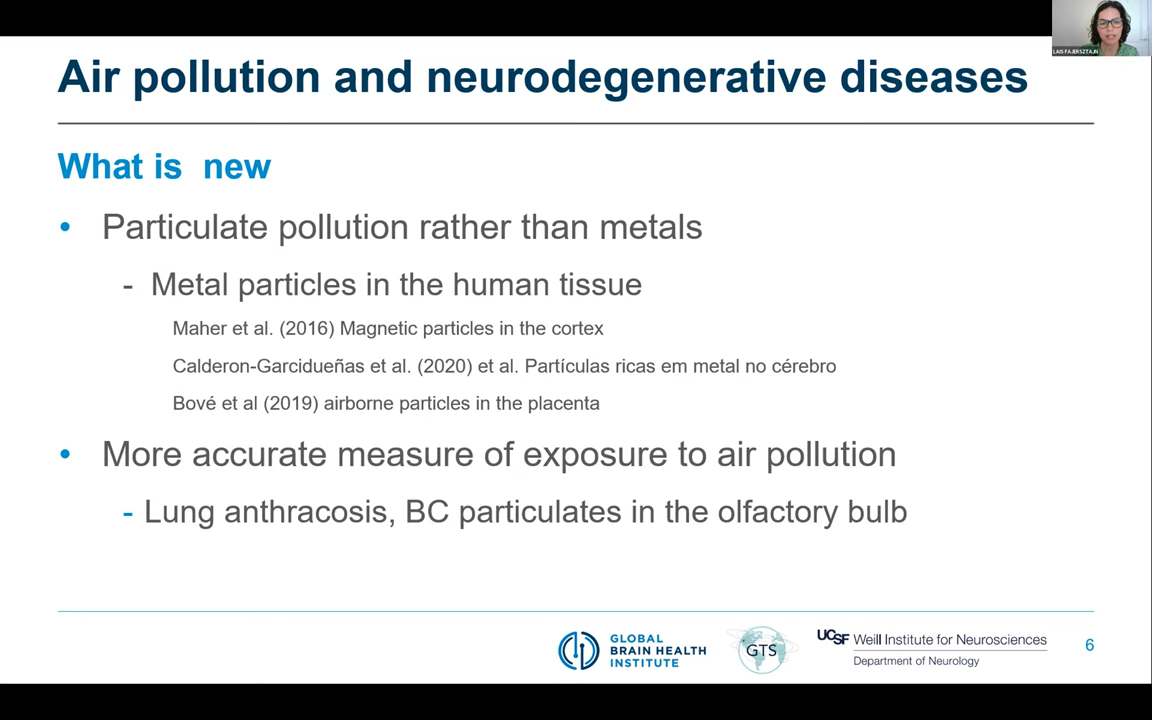 LAIS FAJERSZTAJN
Air pollution and neurodegenerative diseases
What is  new
• Particulate pollution rather than metals
- Metal particles in the human tissue
Maher et al. (2016) Magnetic particles in the cortex
Calderon-Garcidueñas et al. (2020) et al. Partículas ricas em metal no cérebro
Bové et al (2019) airborne particles in the placenta
• More accurate measure of exposure to air pollution
- Lung anthracosis, BC particulates in the olfactory bulb
GLOBAL
BRAIN HEALTH
INSTITUTE
GTS
UCSF Weill Institute for Neurosciences
Department of Neurology
6